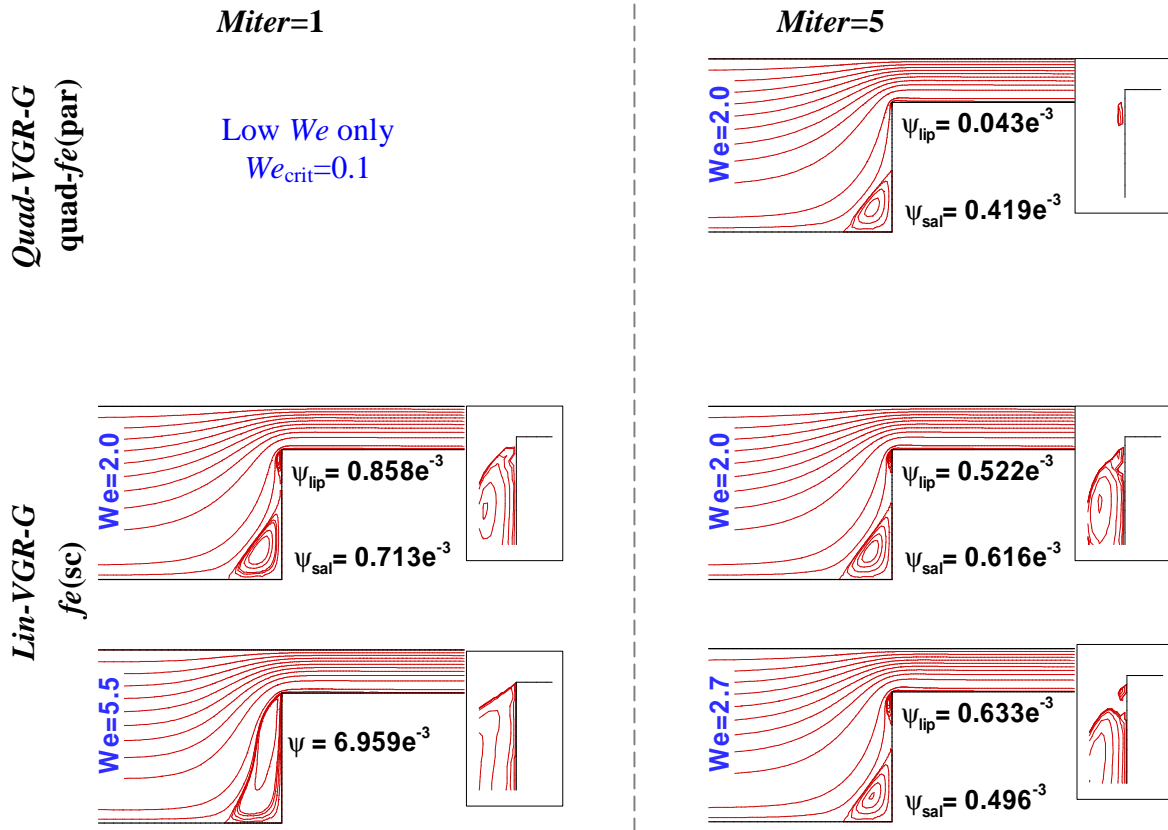 Miter=1
Miter=5
Quad-VGR-G
quad-fe(par)
Low We only
We_crit=0.1
We=2.0
ψ_lip= 0.043e^-3
ψ_sal= 0.419e^-3
Lin-VGR-G
fe(sc)
We=2.0
ψ_lip= 0.858e^-3
ψ_sal= 0.713e^-3
We=2.0
ψ_lip= 0.522e^-3
ψ_sal= 0.616e^-3
We=5.5
ψ = 6.959e^-3
We=2.7
ψ_lip= 0.633e^-3
ψ_sal= 0.496e^-3